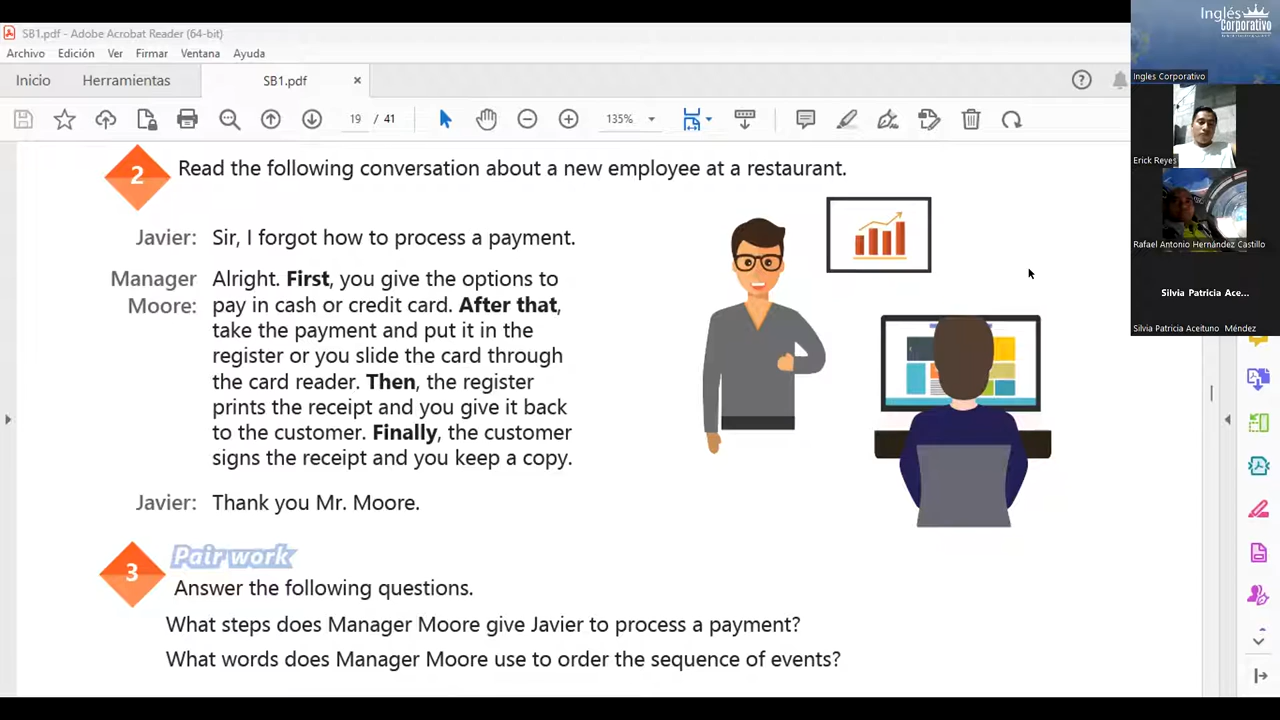 SB1.pdf - Adobe Acrobat Reader (64-bit)
Archivo Edición Ver Firmar Ventana Ayuda
Inicio Herramientas SB1.pdf ×
19 / 41 135%
2 Read the following conversation about a new employee at a restaurant.
Javier: Sir, I forgot how to process a payment.
Manager Alright. First, you give the options to
Moore: pay in cash or credit card. After that,
take the payment and put it in the
register or you slide the card through
the card reader. Then, the register
prints the receipt and you give it back
to the customer. Finally, the customer
signs the receipt and you keep a copy.
Javier: Thank you Mr. Moore.
Pair work
3 Answer the following questions.
What steps does Manager Moore give Javier to process a payment?
What words does Manager Moore use to order the sequence of events?
Inglés
Corporativo
Ingles Corporativo
Erick Reyes
Rafael Antonio Hernández Castillo
Silvia Patricia Ace...
Silvia Patricia Aceituno Méndez